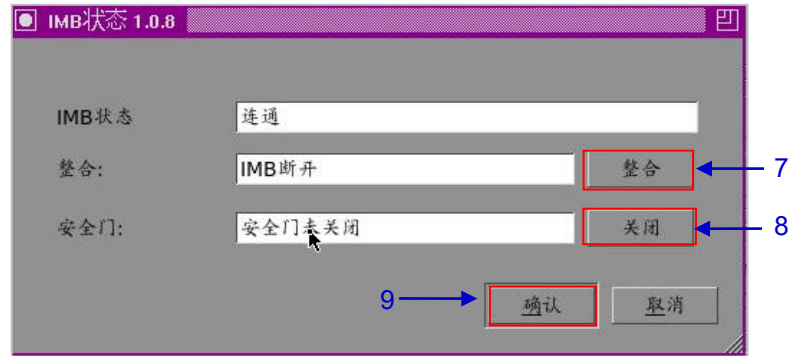 IMB状态 1.0.8
IMB状态 连通
整合: IMB断开 整合 7
安全门: 安全门未关闭 关闭 8
9 确认 取消